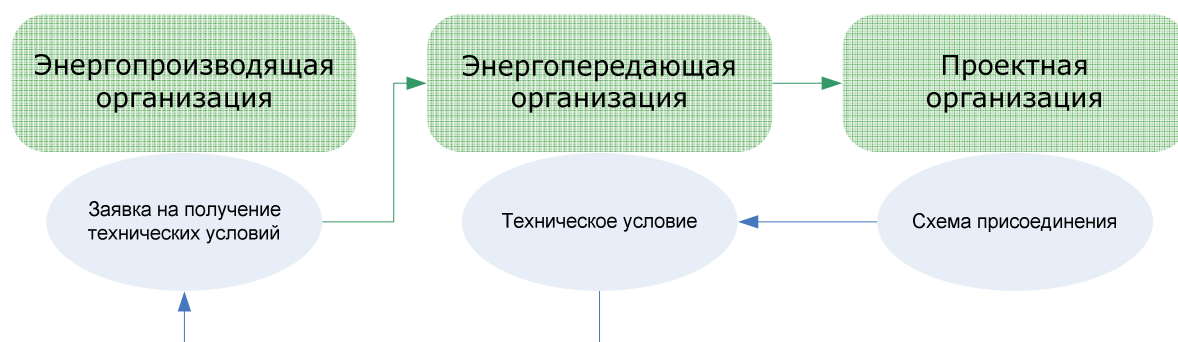 Энергопроизводящая
организация
Энергопередающая
организация
Проектная
организация
Заявка на получение
технических условий
Техническое условие
Схема присоединения